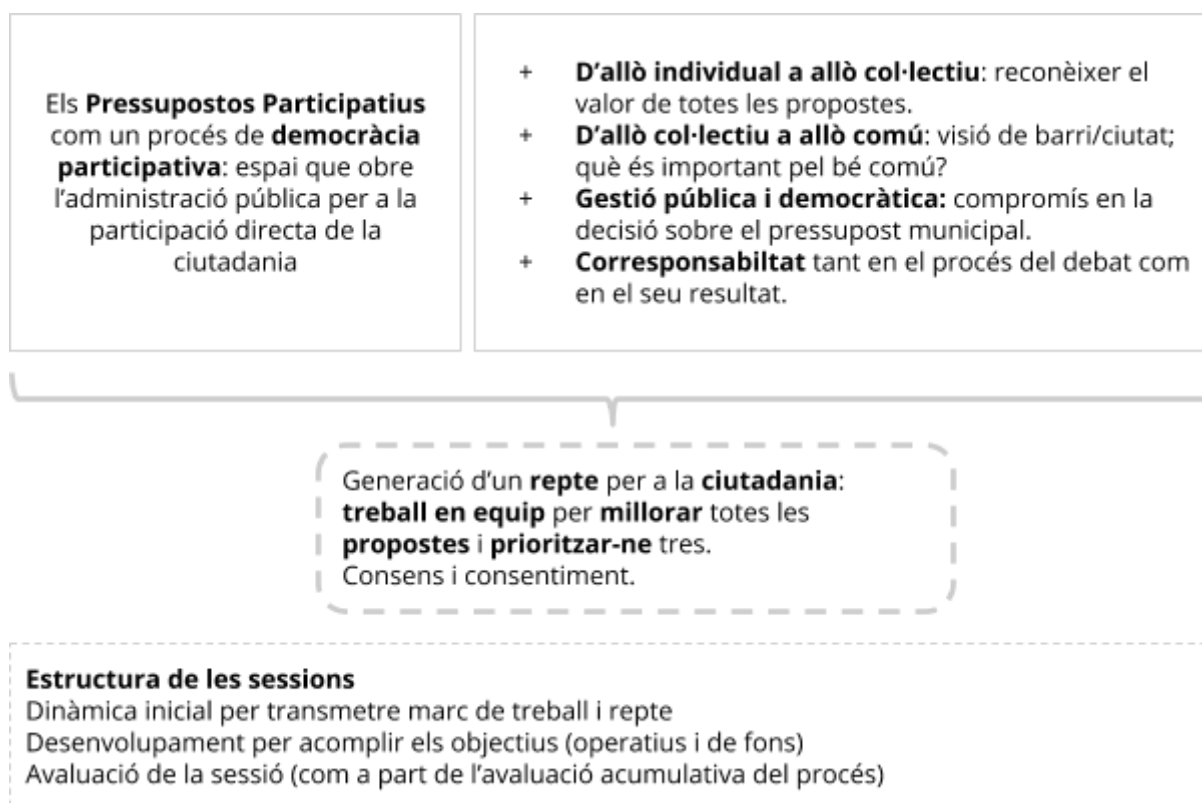 Els Pressupostos Participatius
com un procés de democràcia
participativa: espai que obre
l'administració pública per a la
participació directa de la
ciutadania
+ D'allò individual a allò col·lectiu: reconèixer el
valor de totes les propostes.
+ D'allò col·lectiu a allò comú: visió de barri/ciutat;
què és important pel bé comú?
+ Gestió pública i democràtica: compromís en la
decisió sobre el pressupost municipal.
+ Corresponsabiltat tant en el procés del debat com
en el seu resultat.
Generació d'un repte per a la ciutadania:
treball en equip per millorar totes les
propostes i prioritzar-ne tres.
Consens i consentiment.
Estructura de les sessions
Dinàmica inicial per transmetre marc de treball i repte
Desenvolupament per acomplir els objectius (operatius i de fons)
Avaluació de la sessió (com a part de l'avaluació acumulativa del procés)